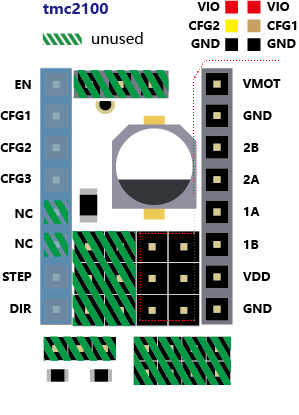 tmc2100
unused
VIO VIO
CFG2 CFG1
GND GND
EN VMOT
CFG1 GND
CFG2 2B
CFG3 2A
NC 1A
NC 1B
STEP VDD
DIR GND